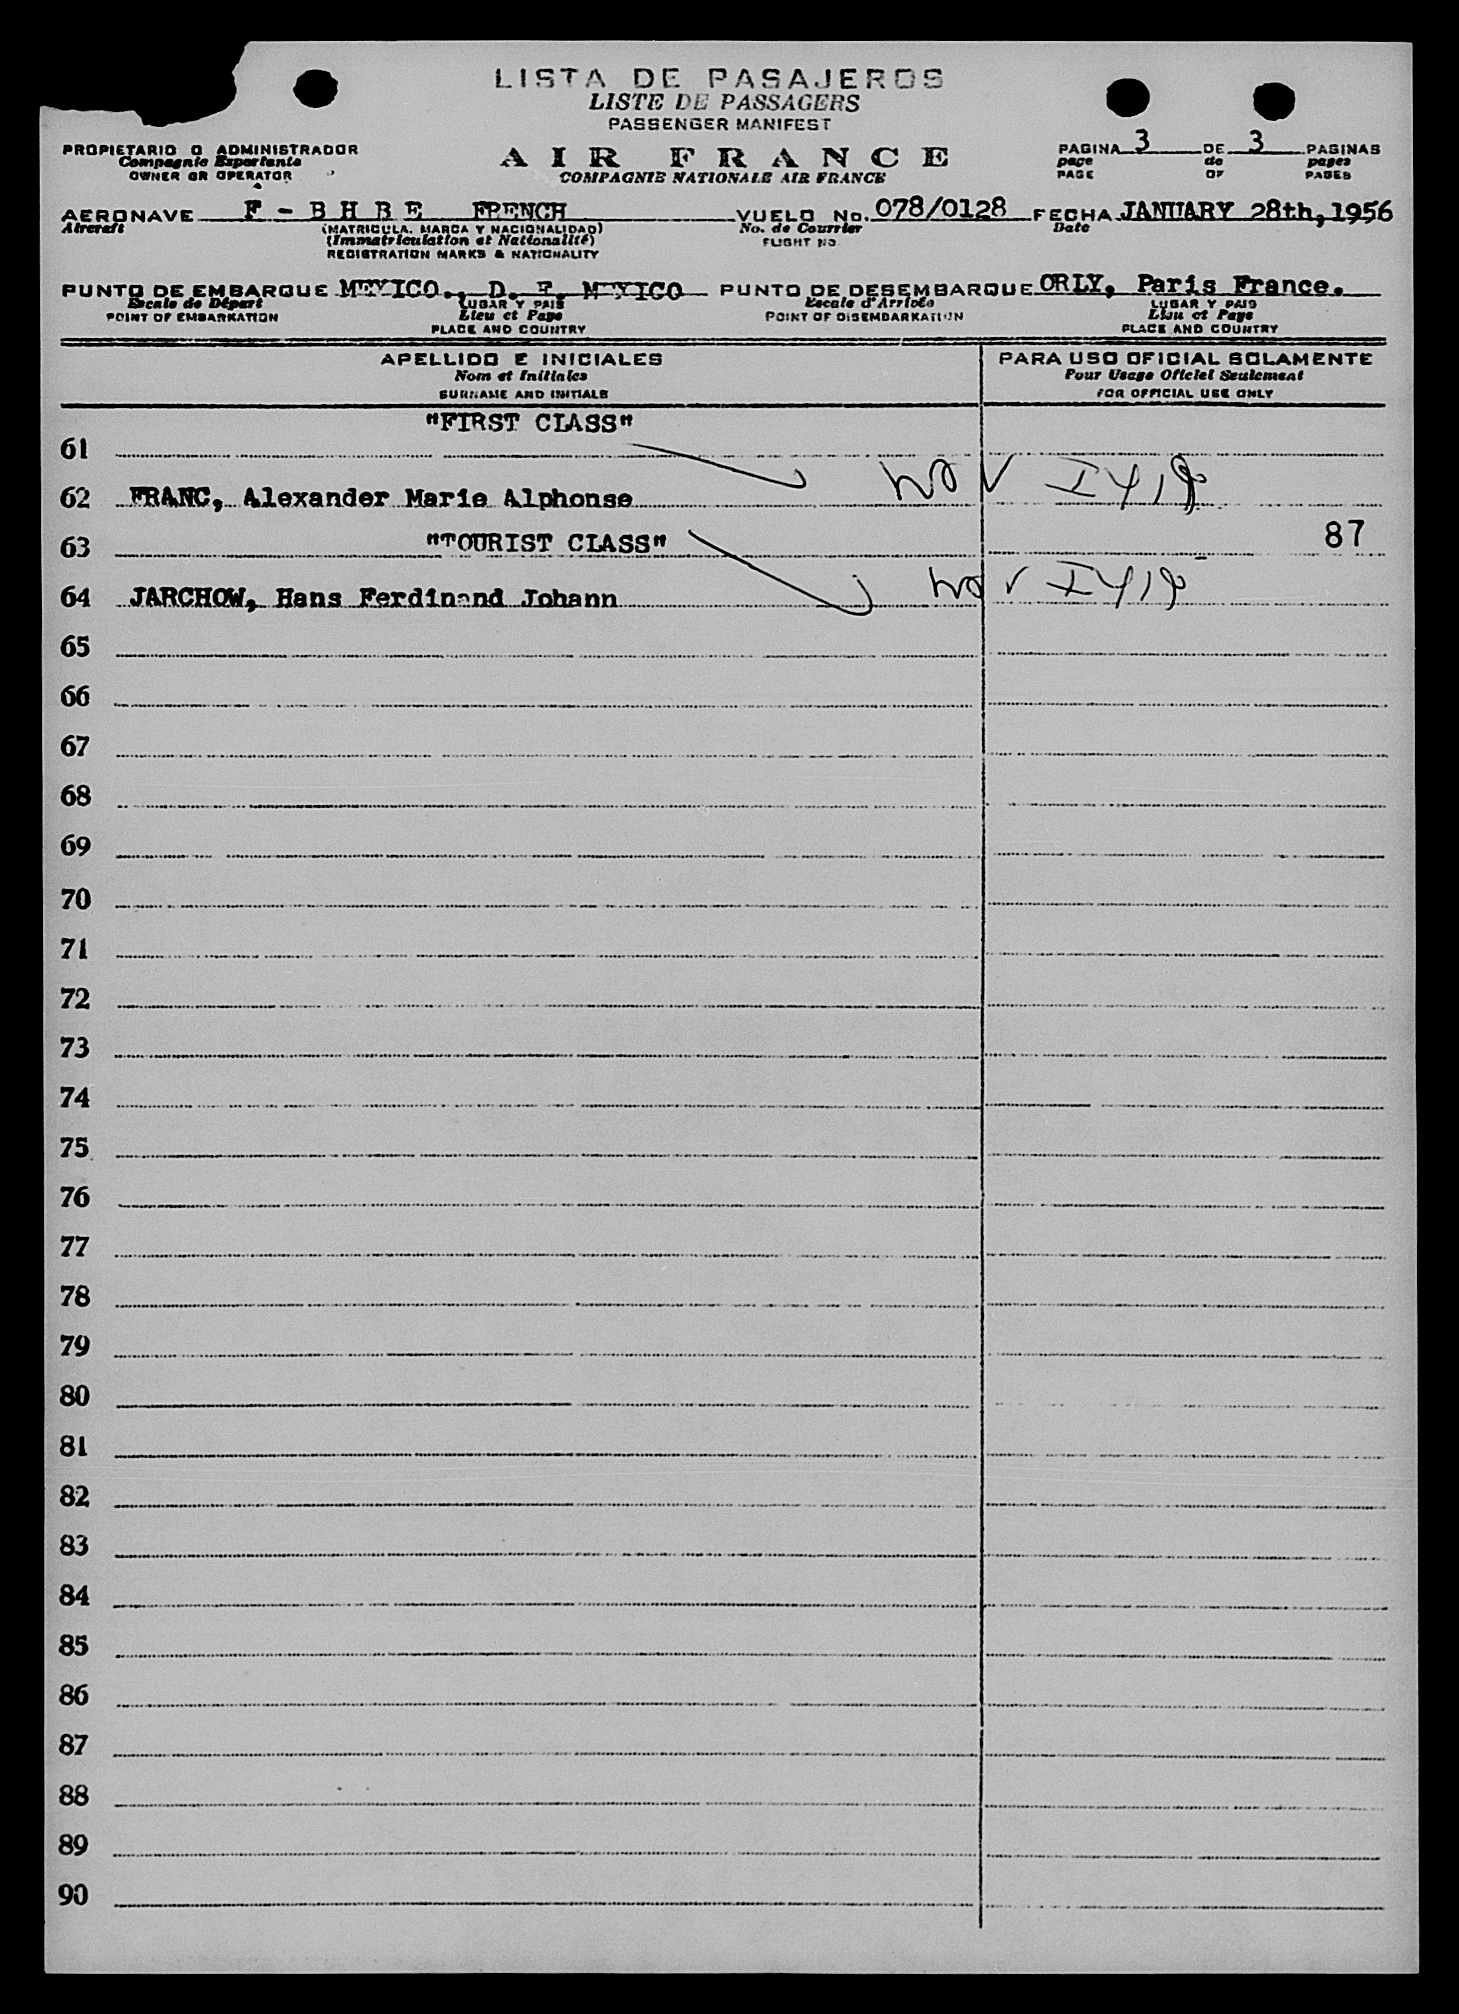 LISTA DE PASAJEROS
LISTE DE PASSAGERS
PASSENGER MANIFEST
PROPIETARIO O ADMINISTRADOR
Compagnie Exportante
OWNER OR OPERATOR
AIR FRANCE
COMPAGNIE NATIONALE AIR FRANCE
PAGINA 3 DE 3 PAGINAS
page de pages
PAGE OF PAGES
AERONAVE F - B H B E FRENCH VUELO No. 078/0128 FECHA JANUARY 28th, 1956
Aircraft (MATRICULA. MARCA Y NACIONALIDAD) No. de Courrier Date
(Immatriculation et Nationalité) FLIGHT NO
REGISTRATION MARKS & NATIONALITY
PUNTO DE EMBARQUE MEXICO., D. F. MEXICO PUNTO DE DESEMBARQUE ORLY, Paris France.
Escale de Départ LUGAR Y PAIS Escale d'Arrivée LUGAR Y PAIS
POINT OF EMBARKATION Lieu et Pays POINT OF DISEMBARKATION Lieu et Pays
PLACE AND COUNTRY PLACE AND COUNTRY
APELLIDO E INICIALES PARA USO OFICIAL SOLAMENTE
Nom et Initiales Pour Usage Officiel Seulement
SURNAME AND INITIALS FOR OFFICIAL USE ONLY
"FIRST CLASS"
61
62 FRANC, Alexander Marie Alphonse
63 "TOURIST CLASS" 87
64 JARCHOW, Hans Ferdinand Johann
65
66
67
68
69
70
71
72
73
74
75
76
77
78
79
80
81
82
83
84
85
86
87
88
89
90